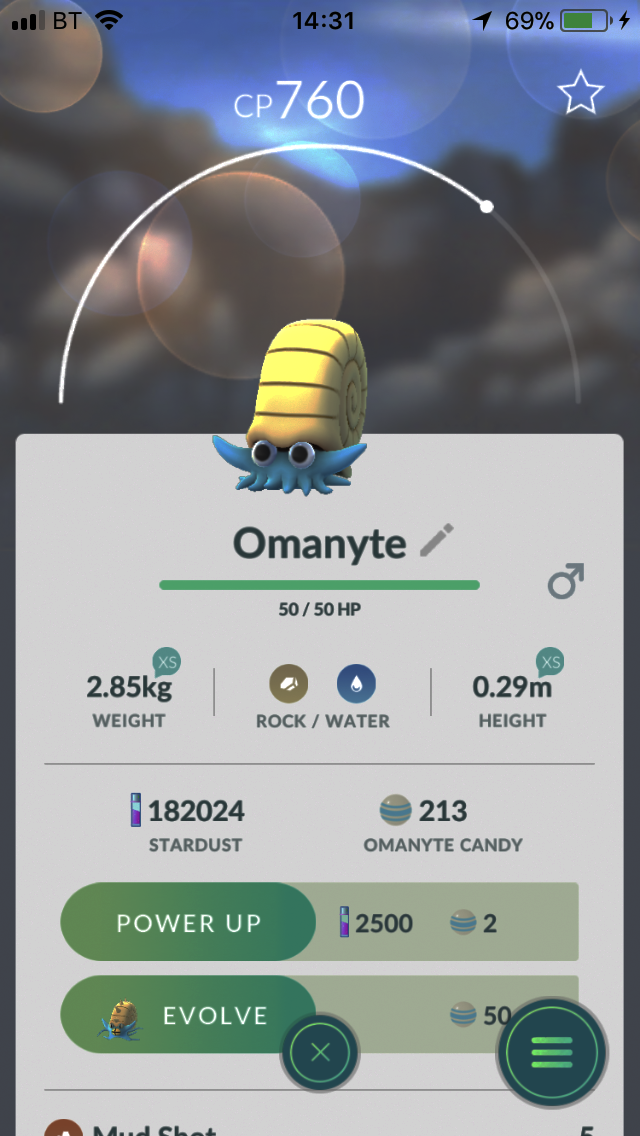 BT 14:31 69%
CP760
Omanyte
50 / 50 HP
XS XS
2.85kg 0.29m
WEIGHT ROCK / WATER HEIGHT
182024 213
STARDUST OMANYTE CANDY
POWER UP 2500 2
EVOLVE 50
Mud Shot 5